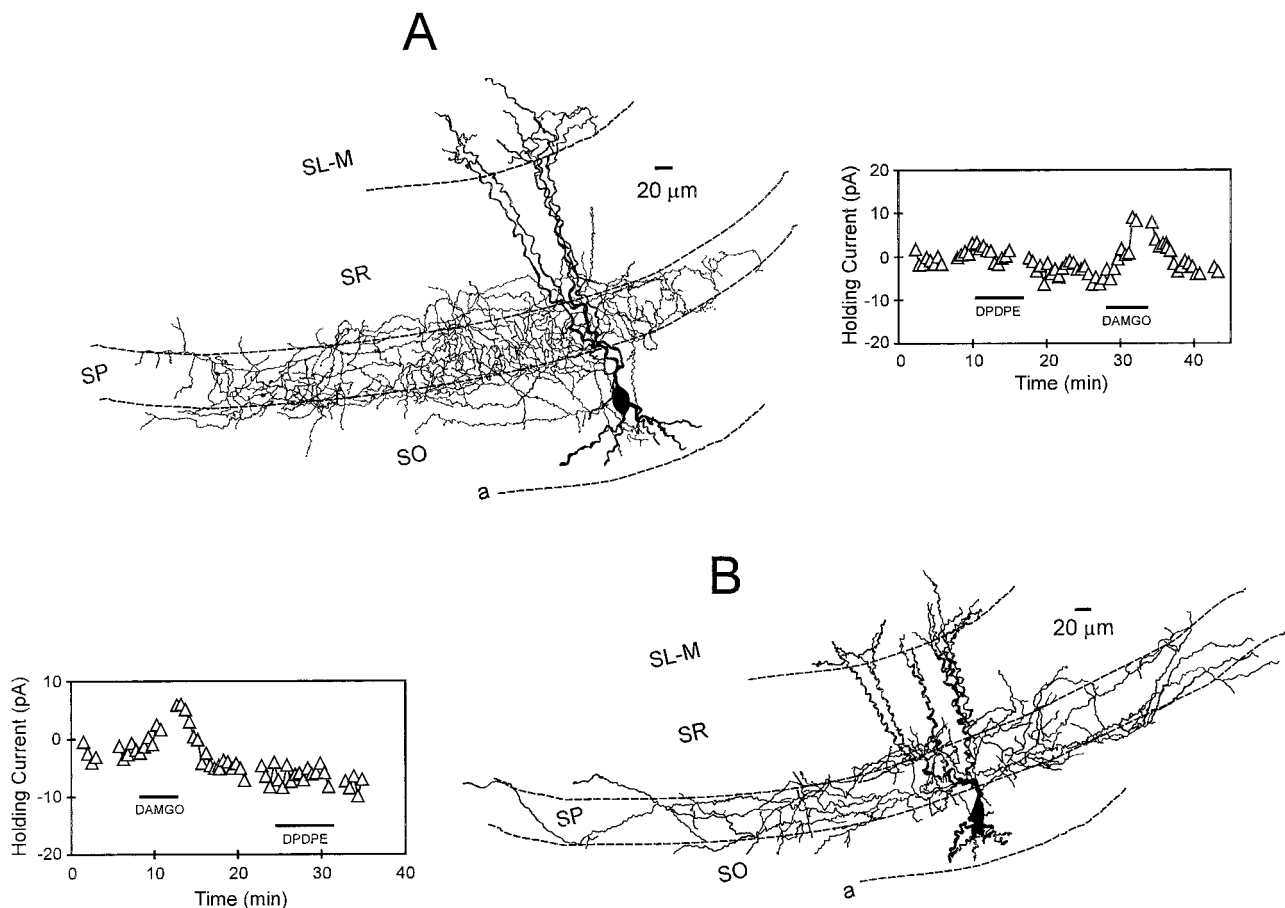 A
SL-M
20 μm
SR
SP
SO
a
Holding Current (pA)
20
10
0
-10
-20
DPDPE
DAMGO
0
10
20
30
40
Time (min)
B
SL-M
20 μm
SR
SP
SO
a
Holding Current (pA)
10
0
-10
-20
DAMGO
DPDPE
0
10
20
30
40
Time (min)